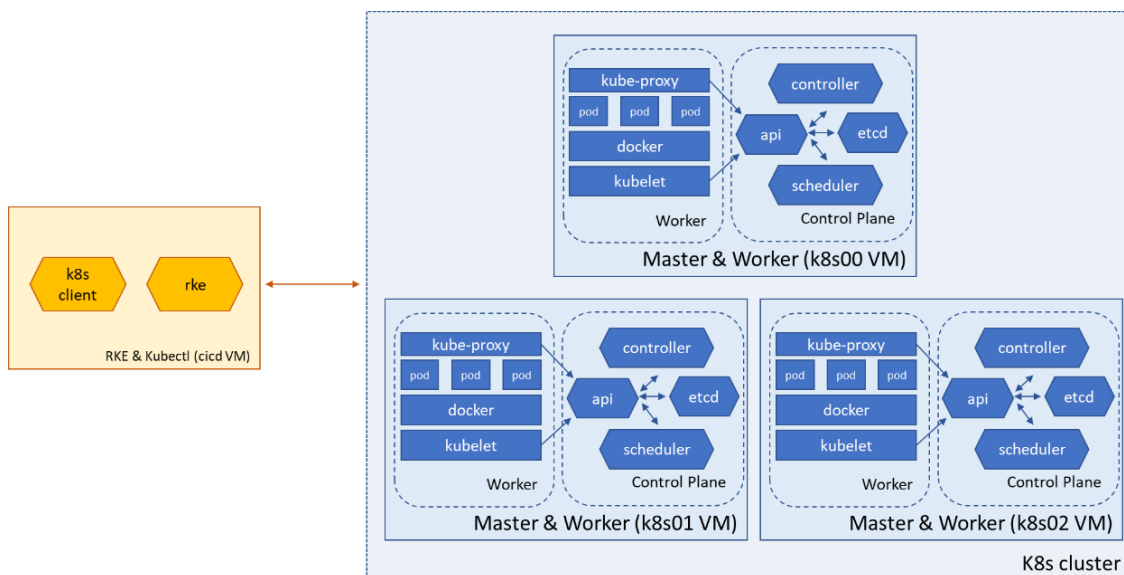 k8s
client
rke
RKE & Kubectl (cicd VM)
kube-proxy
pod pod pod
docker
kubelet
Worker
controller
api
etcd
scheduler
Control Plane
Master & Worker (k8s00 VM)
kube-proxy
pod pod pod
docker
kubelet
Worker
controller
api
etcd
scheduler
Control Plane
Master & Worker (k8s01 VM)
kube-proxy
pod pod pod
docker
kubelet
Worker
controller
api
etcd
scheduler
Control Plane
Master & Worker (k8s02 VM)
K8s cluster